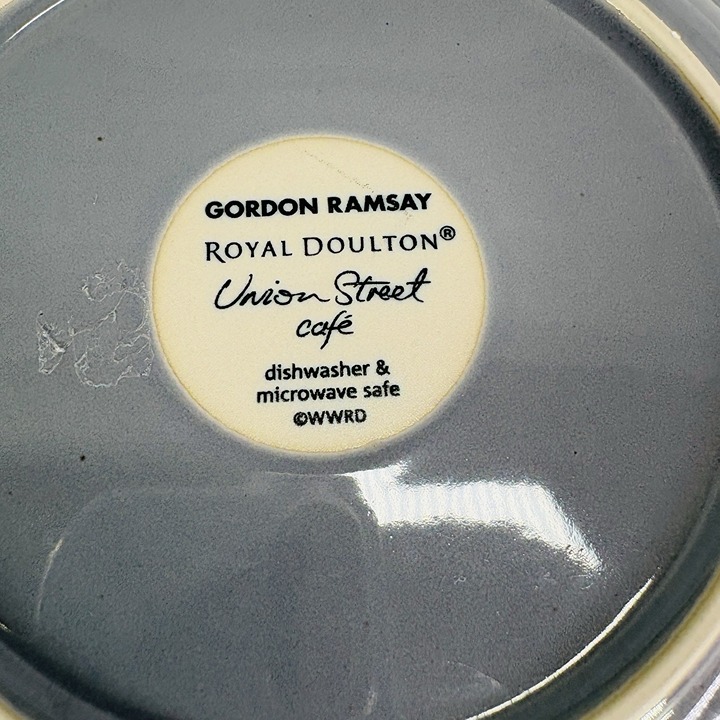 GORDON RAMSAY
ROYAL DOULTON®
Union Street
café
dishwasher &
microwave safe
©WWRD